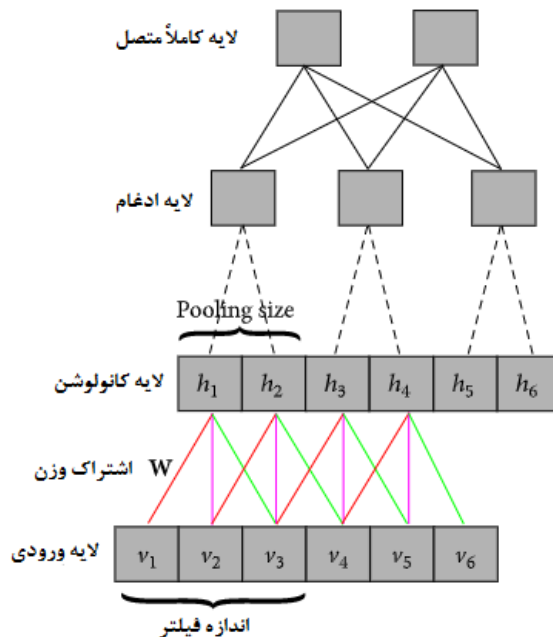 لایه کاملاً متصل
لایه ادغام
Pooling size
لایه کانولوشن
h₁ h₂ h₃ h₄ h₅ h₆
اشتراک وزن W
لایه ورودی
v₁ v₂ v₃ v₄ v₅ v₆
اندازه فیلتر